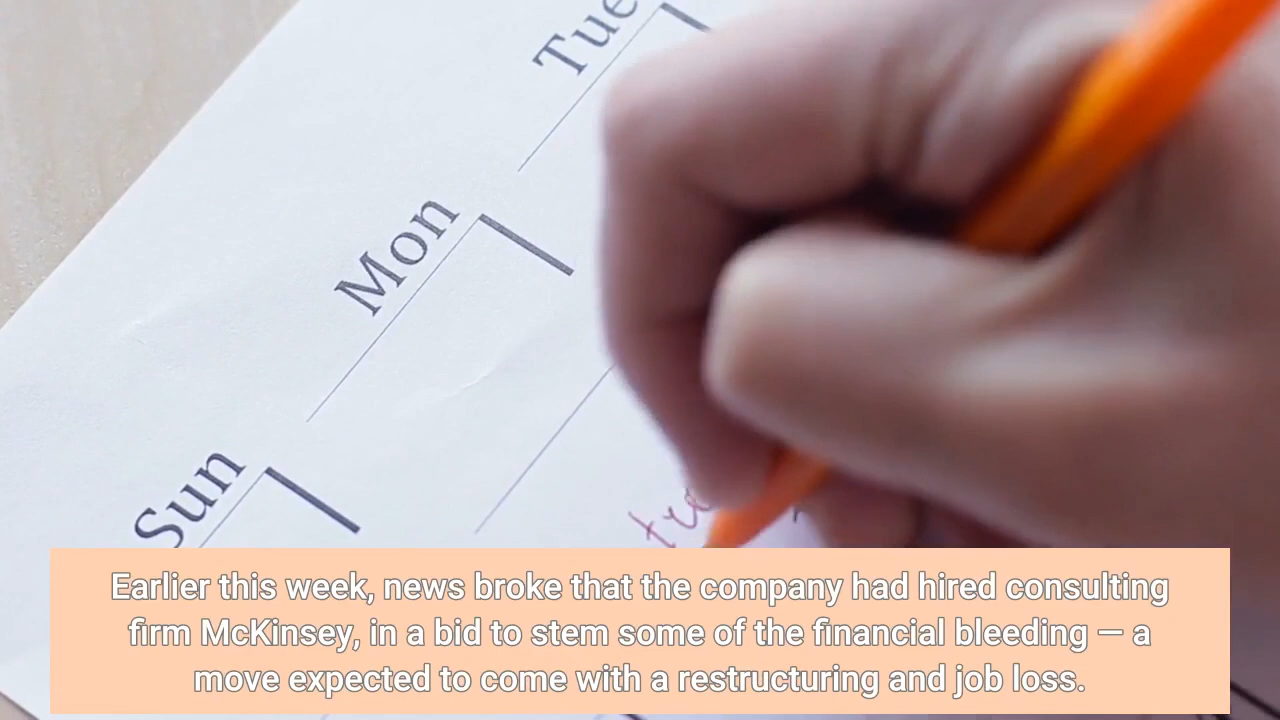 Tue
Mon
Sun
Earlier this week, news broke that the company had hired consulting
firm McKinsey, in a bid to stem some of the financial bleeding — a
move expected to come with a restructuring and job loss.